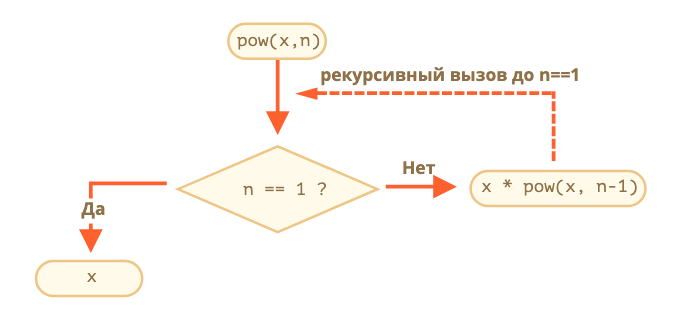 pow(x,n)
рекурсивный вызов до n==1
Нет
n == 1 ?
x * pow(x, n-1)
Да
x